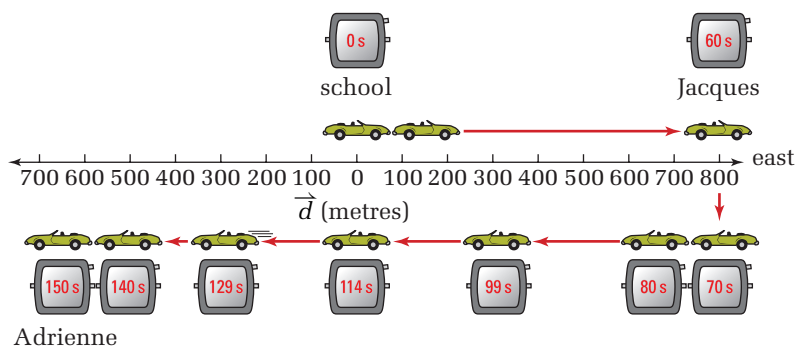 0 s 60 s
school Jacques
east
700 600 500 400 300 200 100 0 100 200 300 400 500 600 700 800
d (metres)
150 s 140 s 129 s 114 s 99 s 80 s 70 s
Adrienne